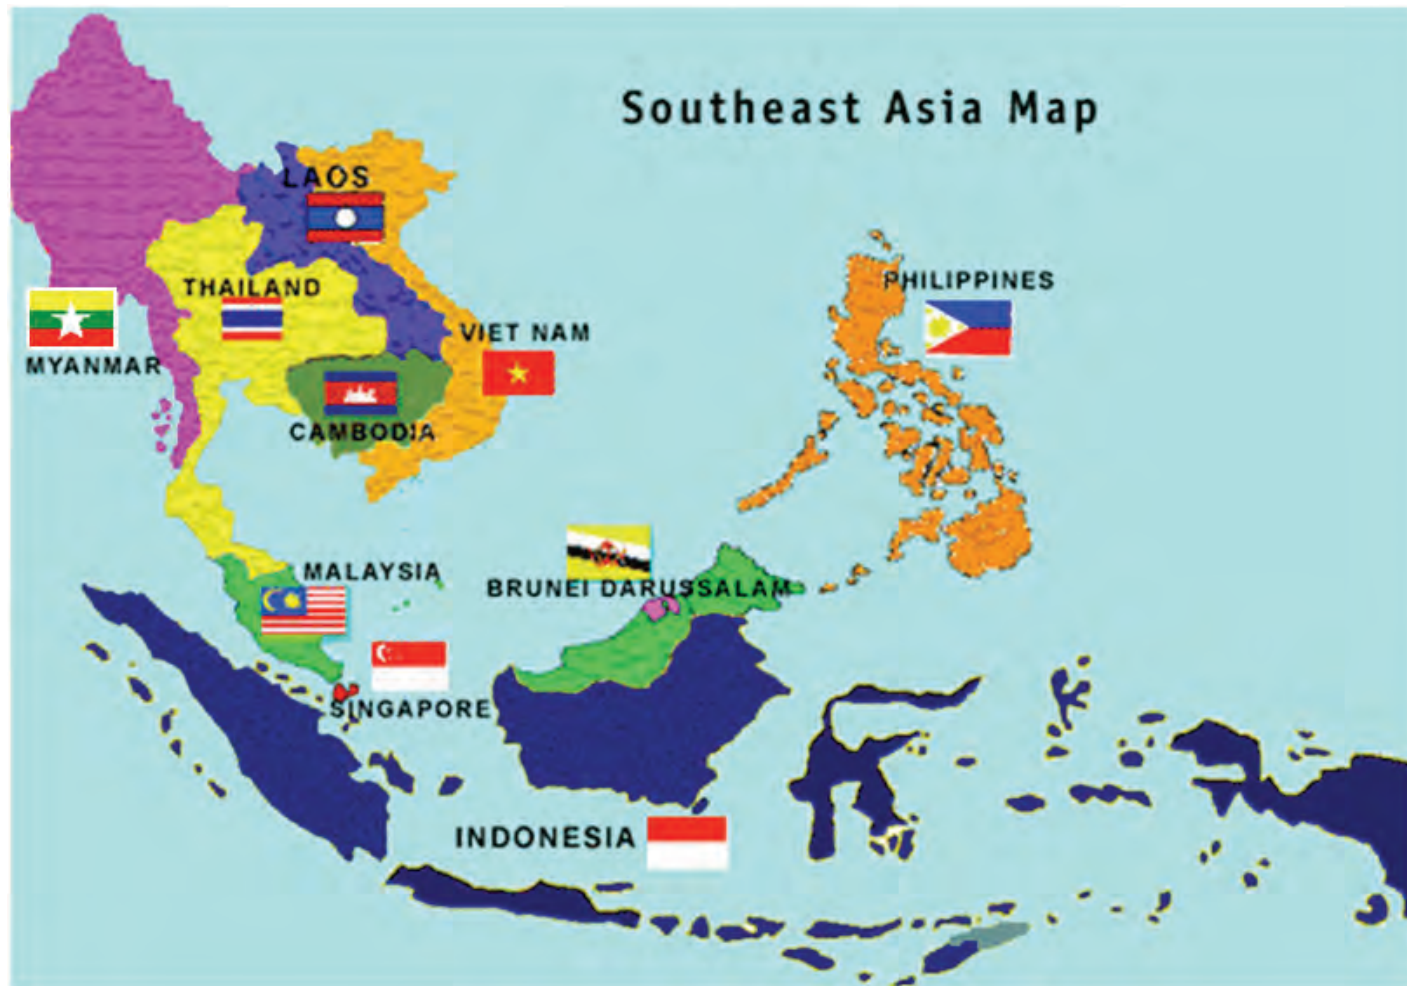 Southeast Asia Map
LAOS
THAILAND
PHILIPPINES
VIET NAM
MYANMAR
CAMBODIA
MALAYSIA
BRUNEI DARUSSALAM
SINGAPORE
INDONESIA